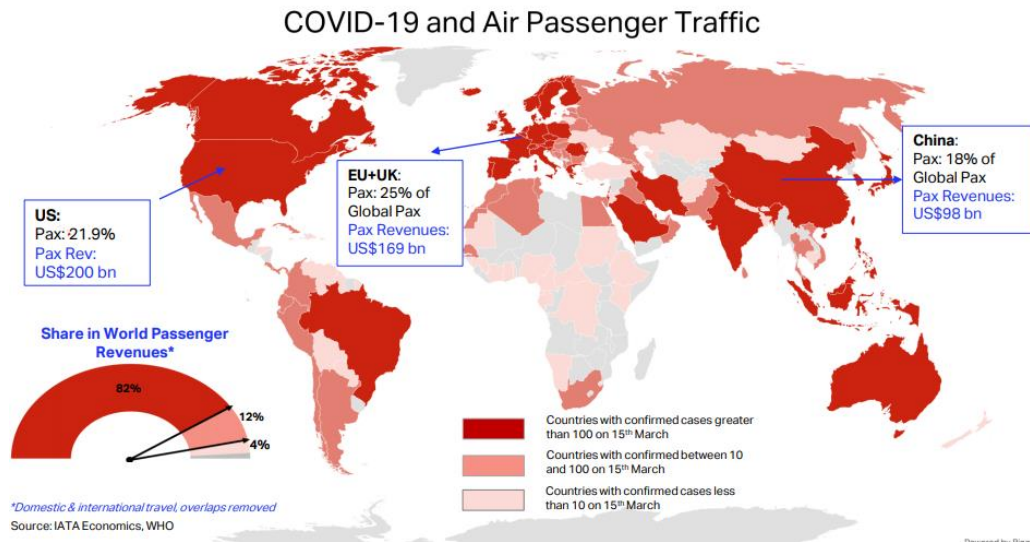 COVID-19 and Air Passenger Traffic
US:
Pax: 21.9%
Pax Rev:
US$200 bn
EU+UK:
Pax: 25% of
Global Pax
Pax Revenues:
US$169 bn
China:
Pax: 18% of
Global Pax
Pax Revenues:
US$98 bn
Share in World Passenger
Revenues*
82%
12%
4%
Countries with confirmed cases greater
than 100 on 15th March
Countries with confirmed between 10
and 100 on 15th March
Countries with confirmed cases less
than 10 on 15th March
*Domestic & international travel, overlaps removed
Source: IATA Economics, WHO
Powered by